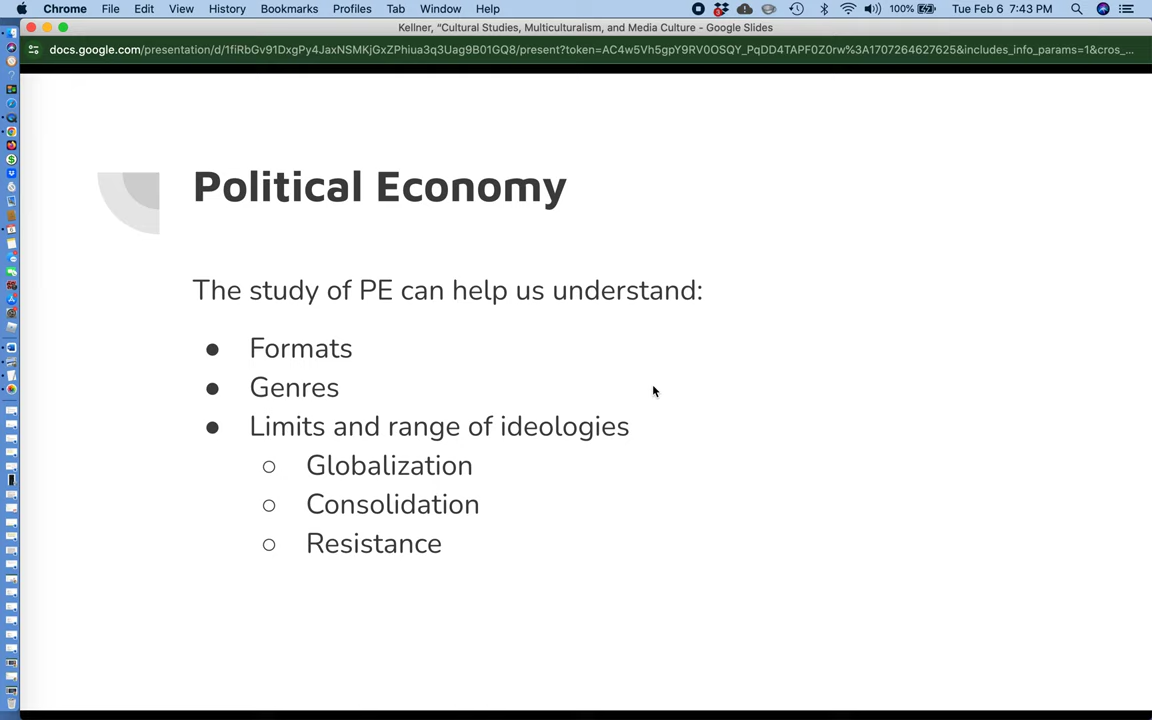 Chrome File Edit View History Bookmarks Profiles Tab Window Help 100% Tue Feb 6 7:43 PM
Kellner, “Cultural Studies, Multiculturalism, and Media Culture - Google Slides
docs.google.com/presentation/d/1fiRbGv91DxgPy4JaxNSMKjGxZPhiua3q3Uag9B01GQ8/present?token=AC4w5Vh5gpY9RV0OSQY_PqDD4TAPF0Z0rw%3A1707264627625&includes_info_params=1&cros_...
Political Economy
The study of PE can help us understand:
● Formats
● Genres
● Limits and range of ideologies
○ Globalization
○ Consolidation
○ Resistance